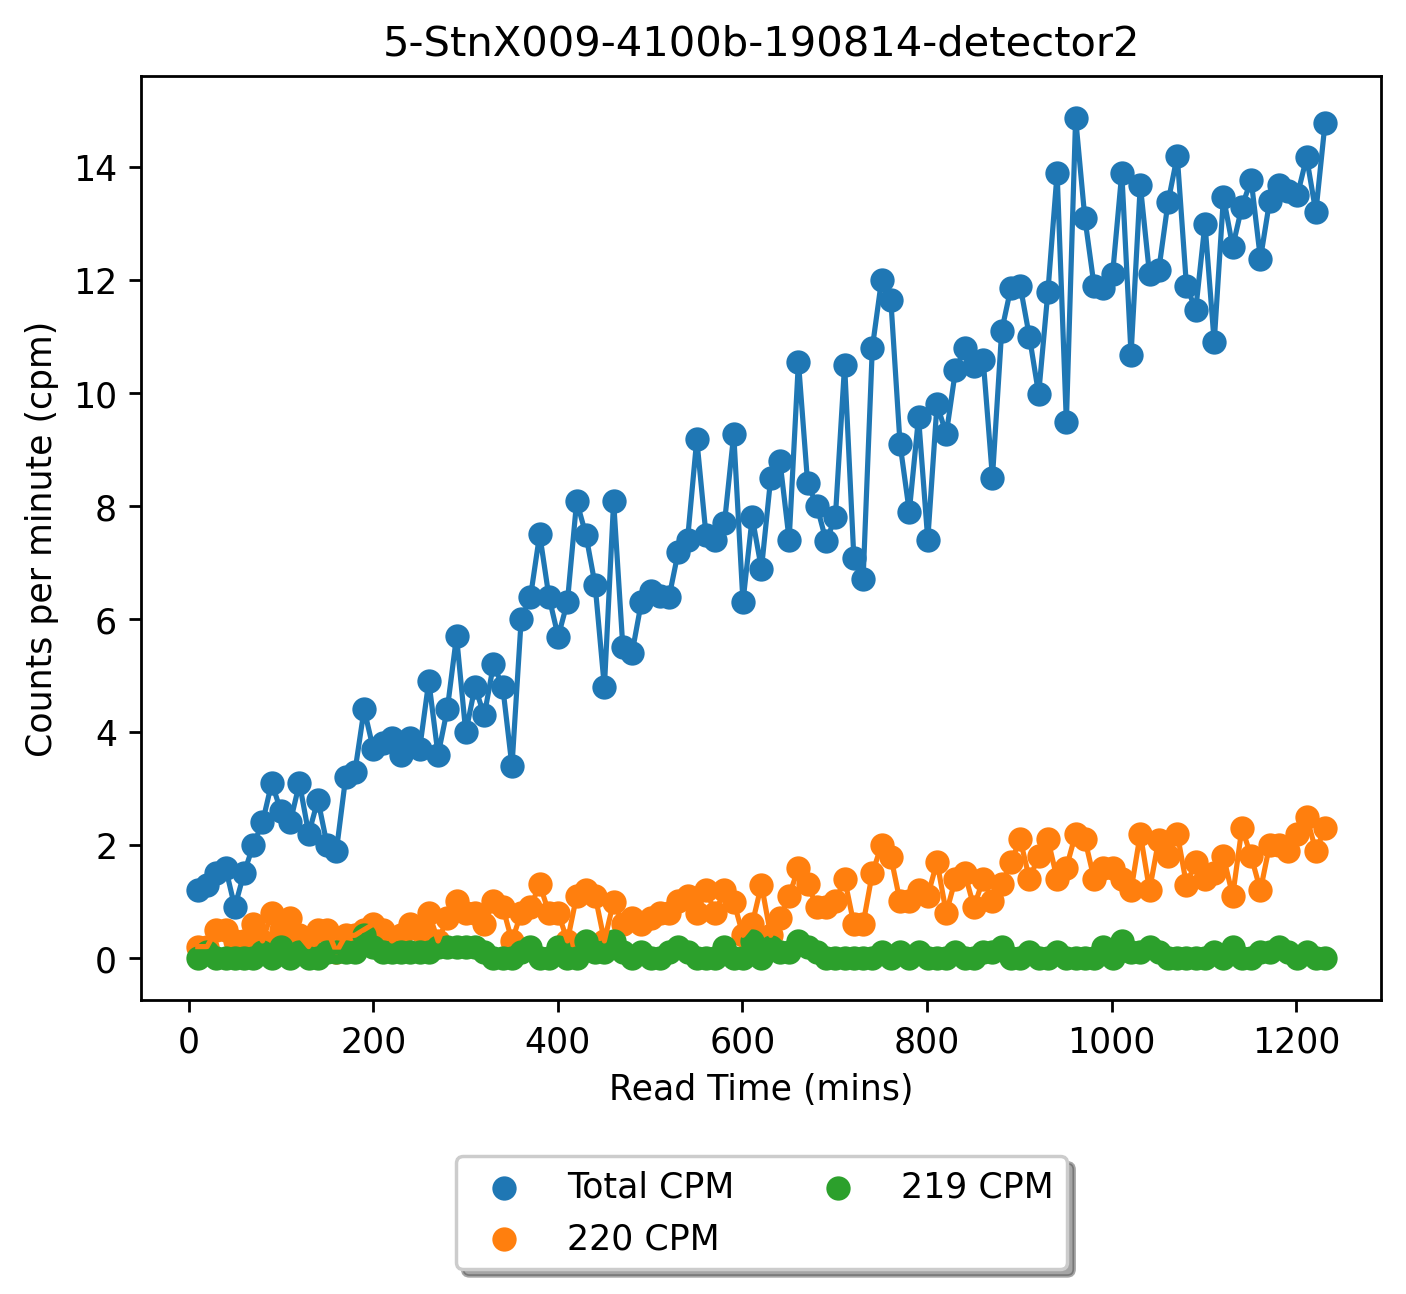 5-StnX009-4100b-190814-detector2
Counts per minute (cpm)
14
12
10
8
6
4
2
0
0 200 400 600 800 1000 1200
Read Time (mins)
Total CPM 219 CPM
220 CPM